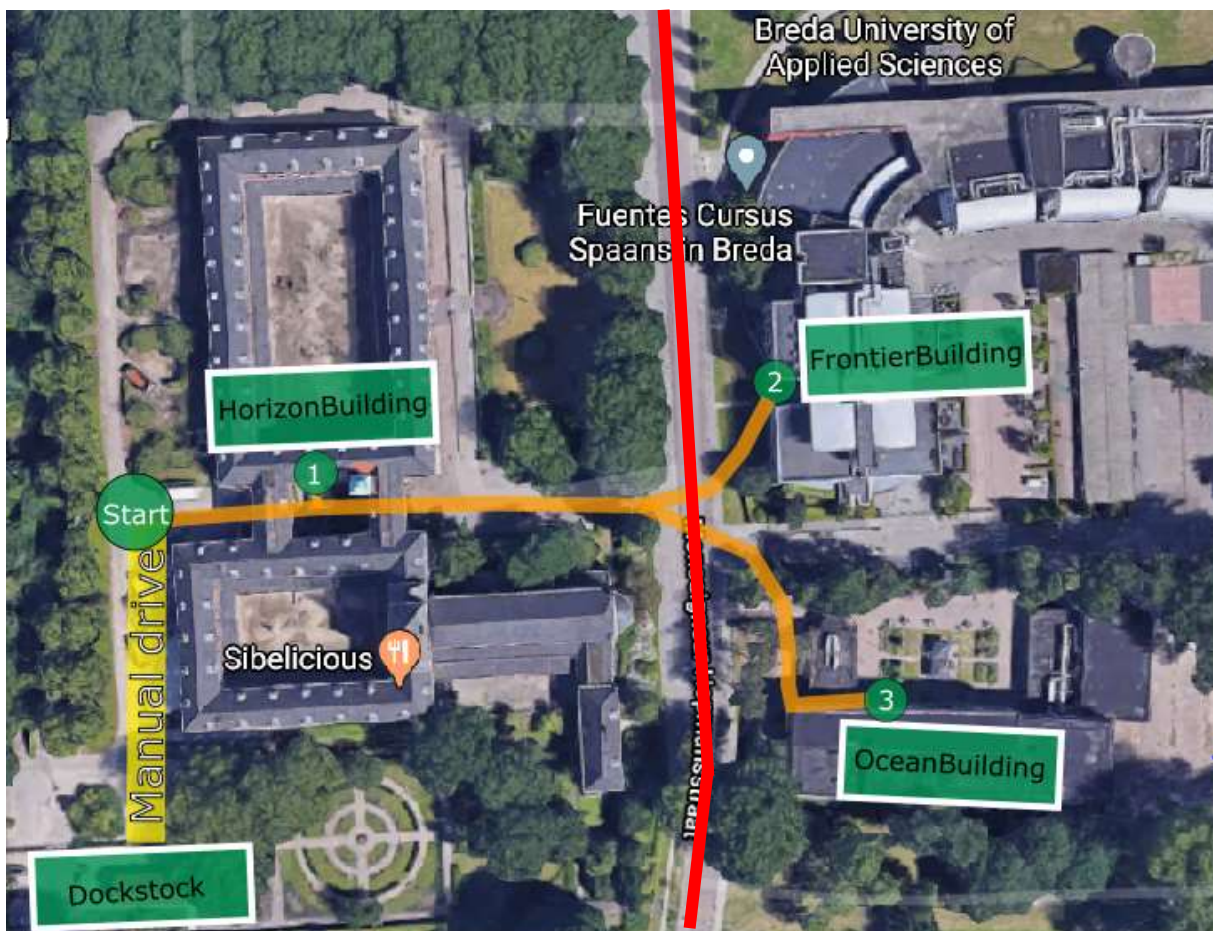 Breda University of
Applied Sciences
Fuentes Cursus
Spaans in Breda
2
FrontierBuilding
HorizonBuilding
1
Start
Manual drive
Sibelicious
3
OceanBuilding
Dockstock